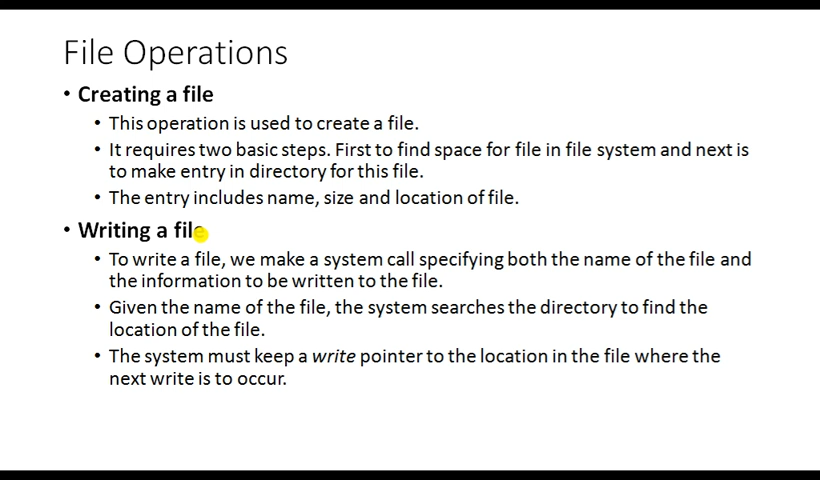 File Operations
• Creating a file
• This operation is used to create a file.
• It requires two basic steps. First to find space for file in file system and next is
to make entry in directory for this file.
• The entry includes name, size and location of file.
• Writing a file
• To write a file, we make a system call specifying both the name of the file and
the information to be written to the file.
• Given the name of the file, the system searches the directory to find the
location of the file.
• The system must keep a write pointer to the location in the file where the
next write is to occur.